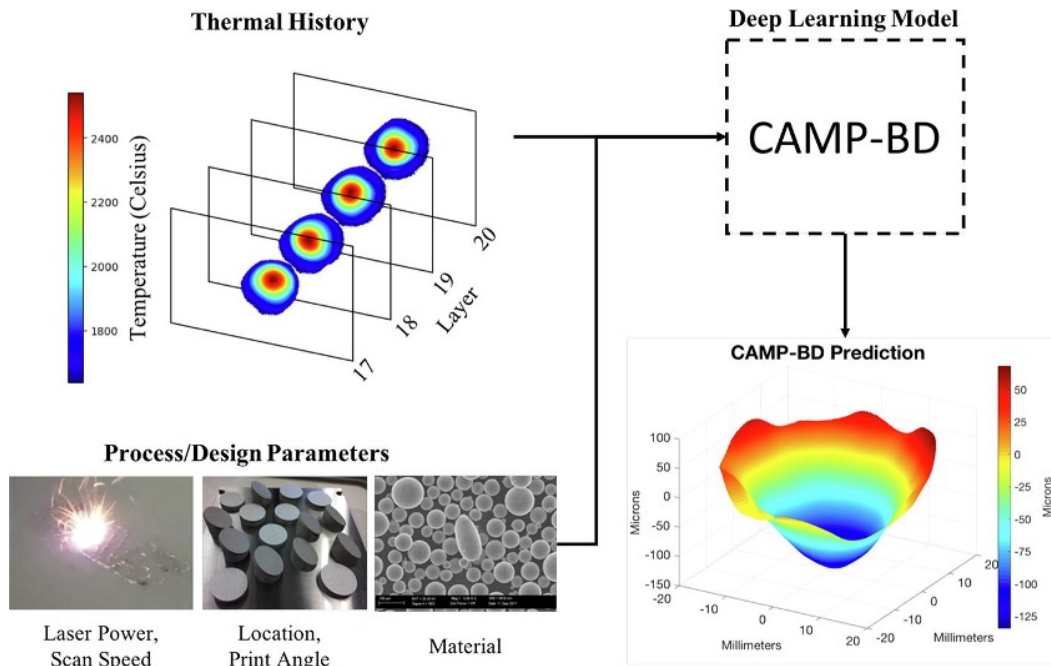 Thermal History
Deep Learning Model
CAMP-BD
Temperature (Celsius)
2400
2200
2000
1800
17
18
19
20
Layer
Process/Design Parameters
Laser Power,
Scan Speed
Location,
Print Angle
Material
CAMP-BD Prediction
Microns
100
50
0
-50
-100
-150
-20
-10
0
10
20
Millimeters
-20
-10
0
10
20
Millimeters
50
25
0
-25
-50
-75
-100
-125
Microns